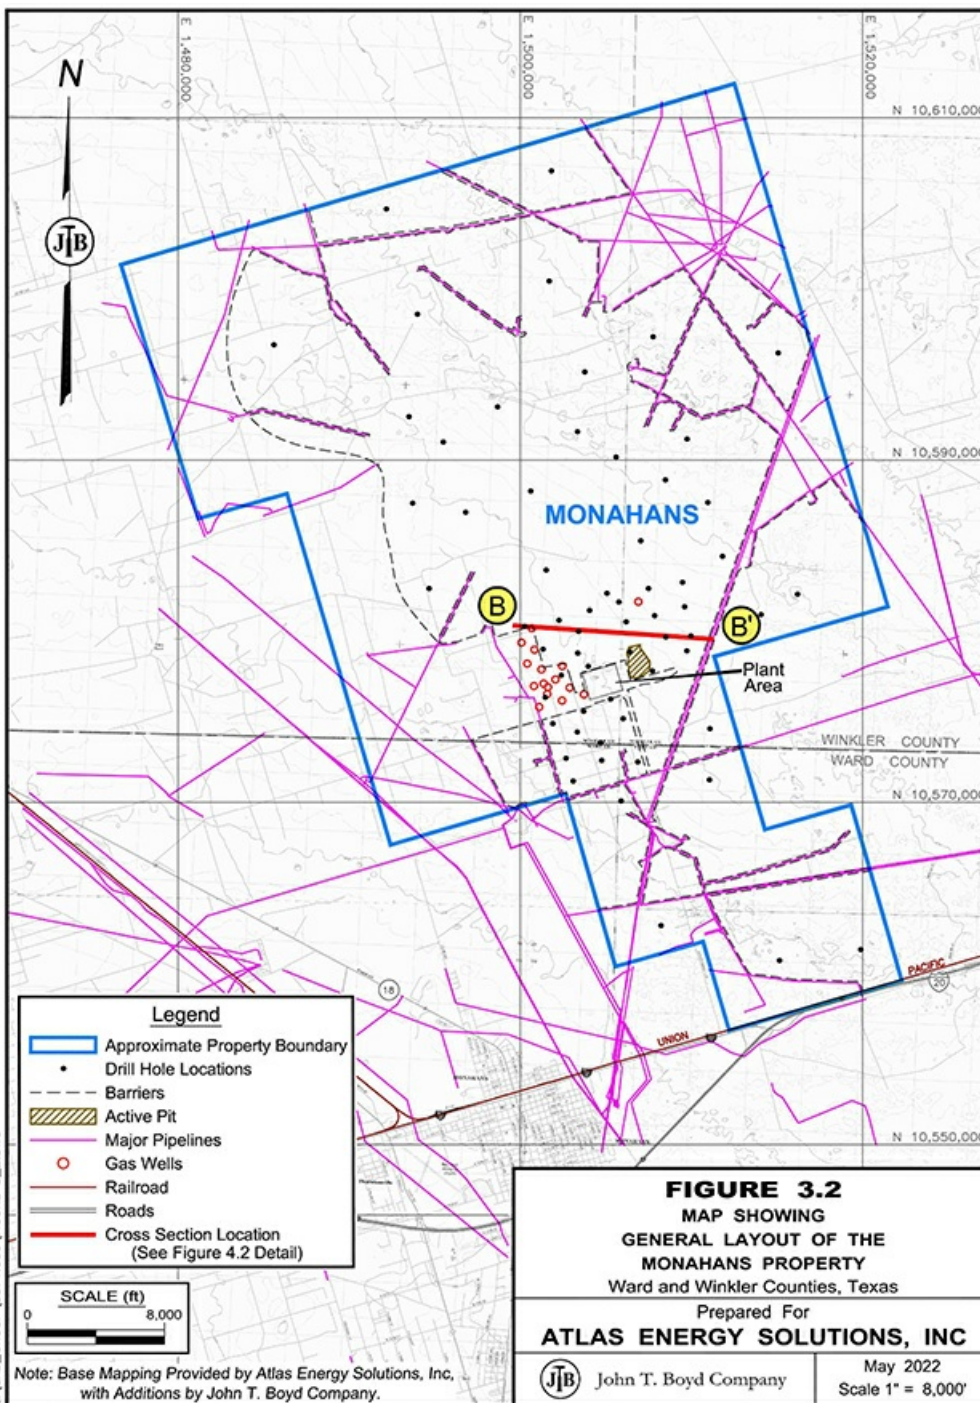 E 1,480,000
E 1,500,000
E 1,520,000
N
JTB
N 10,610,000
N 10,590,000
MONAHANS
B
B'
Plant
Area
WINKLER COUNTY
WARD COUNTY
N 10,570,000
PACIFIC
20
18
UNION
MONAHANS
N 10,550,000
Legend
Approximate Property Boundary
Drill Hole Locations
Barriers
Active Pit
Major Pipelines
Gas Wells
Railroad
Roads
Cross Section Location
(See Figure 4.2 Detail)
SCALE (ft)
0 8,000
Note: Base Mapping Provided by Atlas Energy Solutions, Inc,
with Additions by John T. Boyd Company.
FIGURE 3.2
MAP SHOWING
GENERAL LAYOUT OF THE
MONAHANS PROPERTY
Ward and Winkler Counties, Texas
Prepared For
ATLAS ENERGY SOLUTIONS, INC
JTB John T. Boyd Company
May 2022
Scale 1" = 8,000'